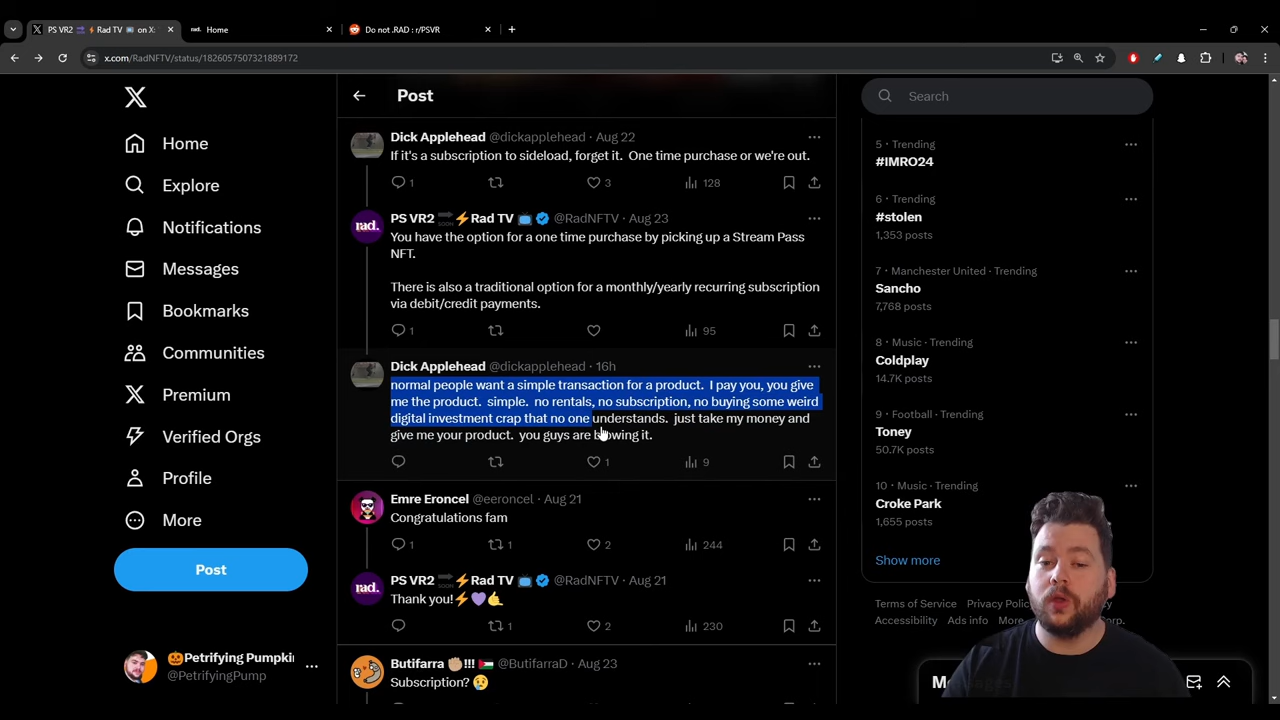 PS VR2 ⚡ Rad TV 📺 on X:
rad. Home
Do not .RAD : r/PSVR
x.com/RadNFTV/status/1826057507321889172
Home
Explore
Notifications
Messages
Bookmarks
Communities
Premium
Verified Orgs
Profile
More
Post
🎃Petrifying Pumpki
@PetrifyingPump
Post
Dick Applehead @dickapplehead · Aug 22
If it's a subscription to sideload, forget it. One time purchase or we're out.
1 3 128
PS VR2 🔜⚡Rad TV 📺 @RadNFTV · Aug 23
You have the option for a one time purchase by picking up a Stream Pass
NFT.
There is also a traditional option for a monthly/yearly recurring subscription
via debit/credit payments.
1 95
Dick Applehead @dickapplehead · 16h
normal people want a simple transaction for a product. I pay you, you give
me the product. simple. no rentals, no subscription, no buying some weird
digital investment crap that no one understands. just take my money and
give me your product. you guys are blowing it.
1 9
Emre Eroncel @eeroncel · Aug 21
Congratulations fam
1 1 2 244
PS VR2 🔜⚡Rad TV 📺 @RadNFTV · Aug 21
Thank you!⚡💜🤙
1 2 230
Butifarra ✊🏼!!! 🇵🇸 @ButifarraD · Aug 23
Subscription? 😢
Search
5 · Trending
#IMRO24
6 · Trending
#stolen
1,353 posts
7 · Manchester United · Trending
Sancho
7,768 posts
8 · Music · Trending
Coldplay
14.7K posts
9 · Football · Trending
Toney
50.7K posts
10 · Music · Trending
Croke Park
1,655 posts
Show more
Terms of Service Privacy
Accessibility Ads info